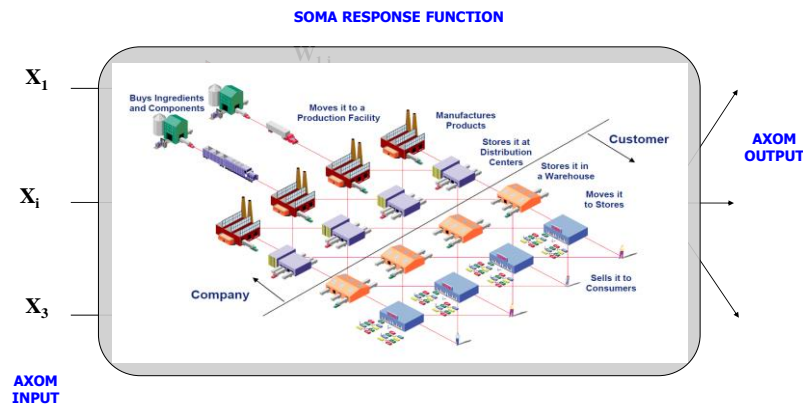 SOMA RESPONSE FUNCTION
X1
Xi
X3
AXOM
INPUT
Buys Ingredients
and Components
Moves it to a
Production Facility
Manufactures
Products
Stores it at
Distribution
Centers
Customer
Stores it in
a Warehouse
Moves it
to Stores
Sells it to
Consumers
Company
AXOM
OUTPUT